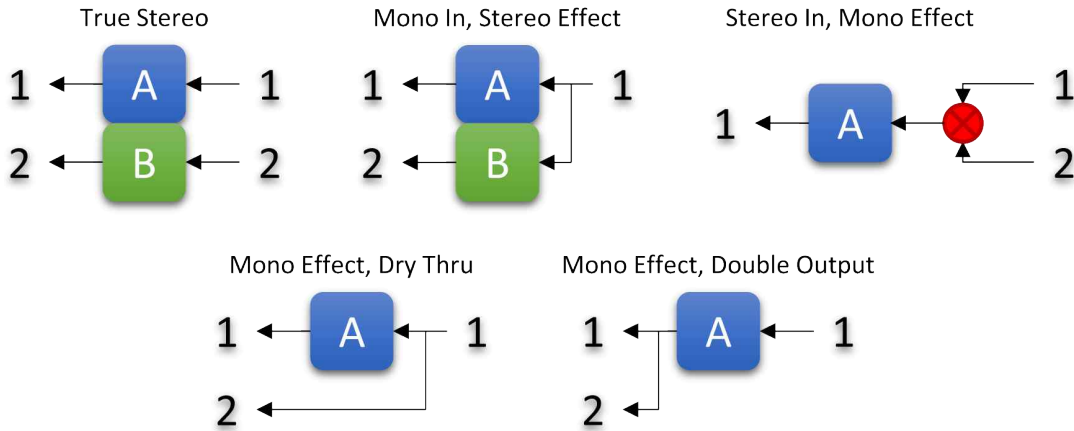 True Stereo
1 A 1
2 B 2
Mono In, Stereo Effect
1 A 1
2 B
Stereo In, Mono Effect
1
1 A
2
Mono Effect, Dry Thru
1 A 1
2
Mono Effect, Double Output
1 A 1
2